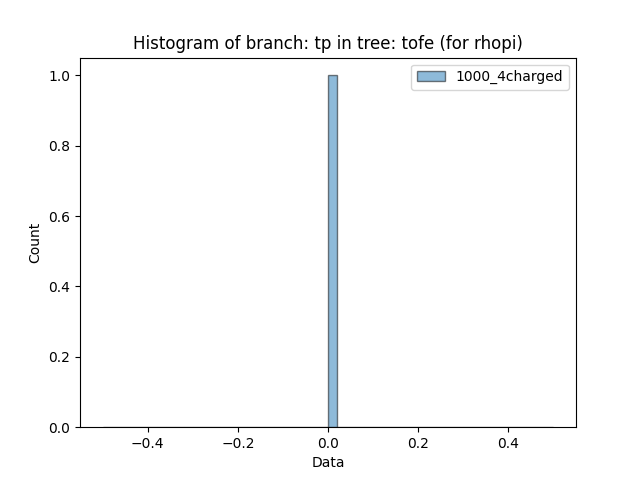 Histogram of branch: tp in tree: tofe (for rhopi)
1000_4charged
1.0
0.8
0.6
0.4
0.2
0.0
Count
−0.4 −0.2 0.0 0.2 0.4
Data